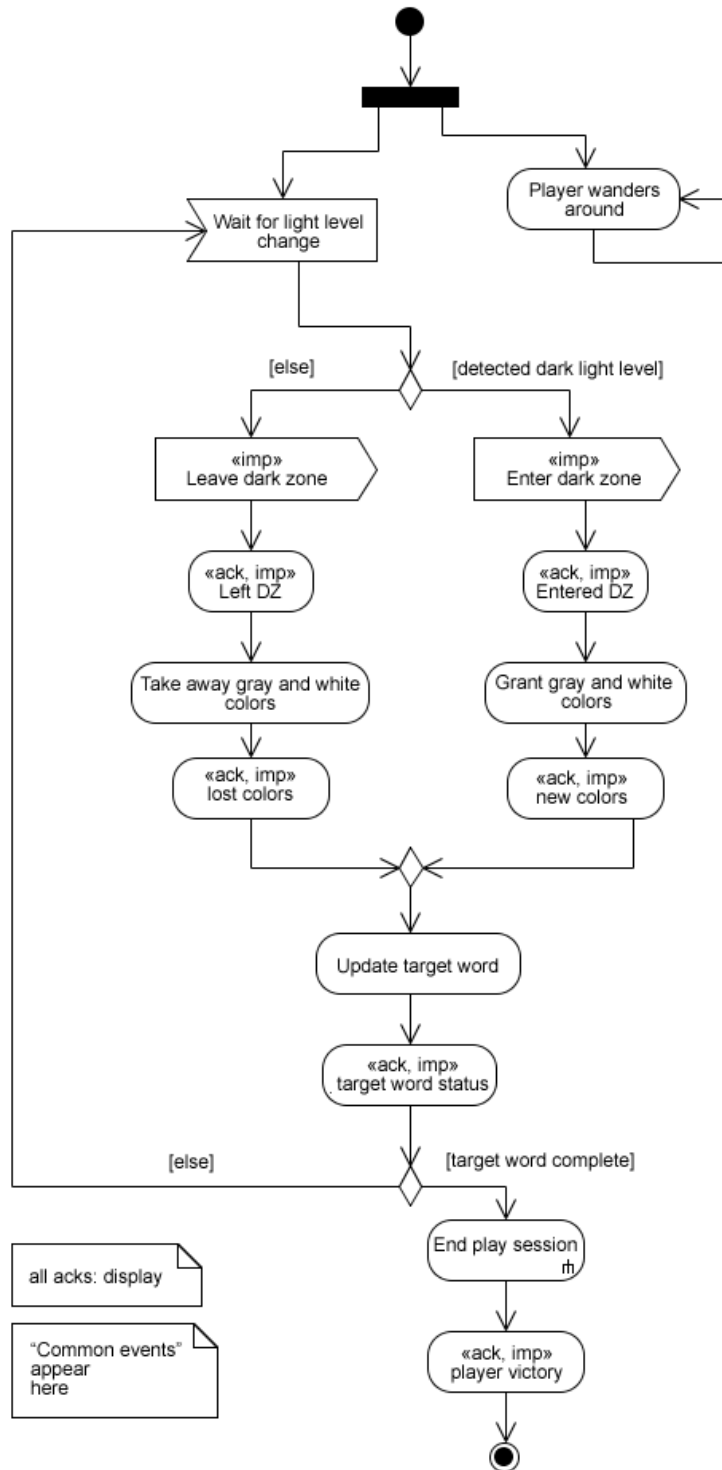 Player wanders
around
Wait for light level
change
[else]
[detected dark light level]
«imp»
Leave dark zone
«imp»
Enter dark zone
«ack, imp»
Left DZ
«ack, imp»
Entered DZ
Take away gray and white
colors
Grant gray and white
colors
«ack, imp»
lost colors
«ack, imp»
new colors
Update target word
«ack, imp»
target word status
[else]
[target word complete]
End play session
all acks: display
“Common events”
appear
here
«ack, imp»
player victory